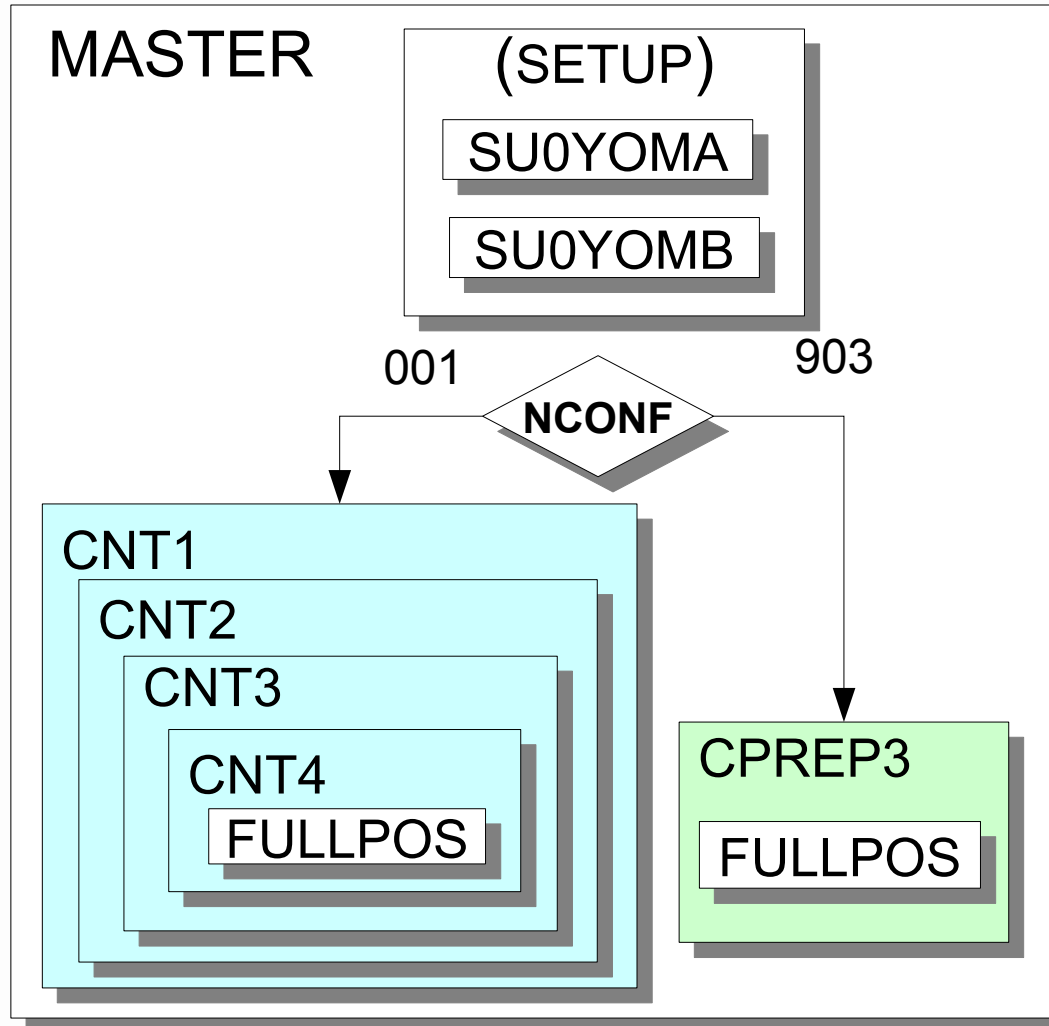 MASTER
(SETUP)
SU0YOMA
SU0YOMB
001
903
NCONF
CNT1
CNT2
CNT3
CNT4
FULLPOS
CPREP3
FULLPOS